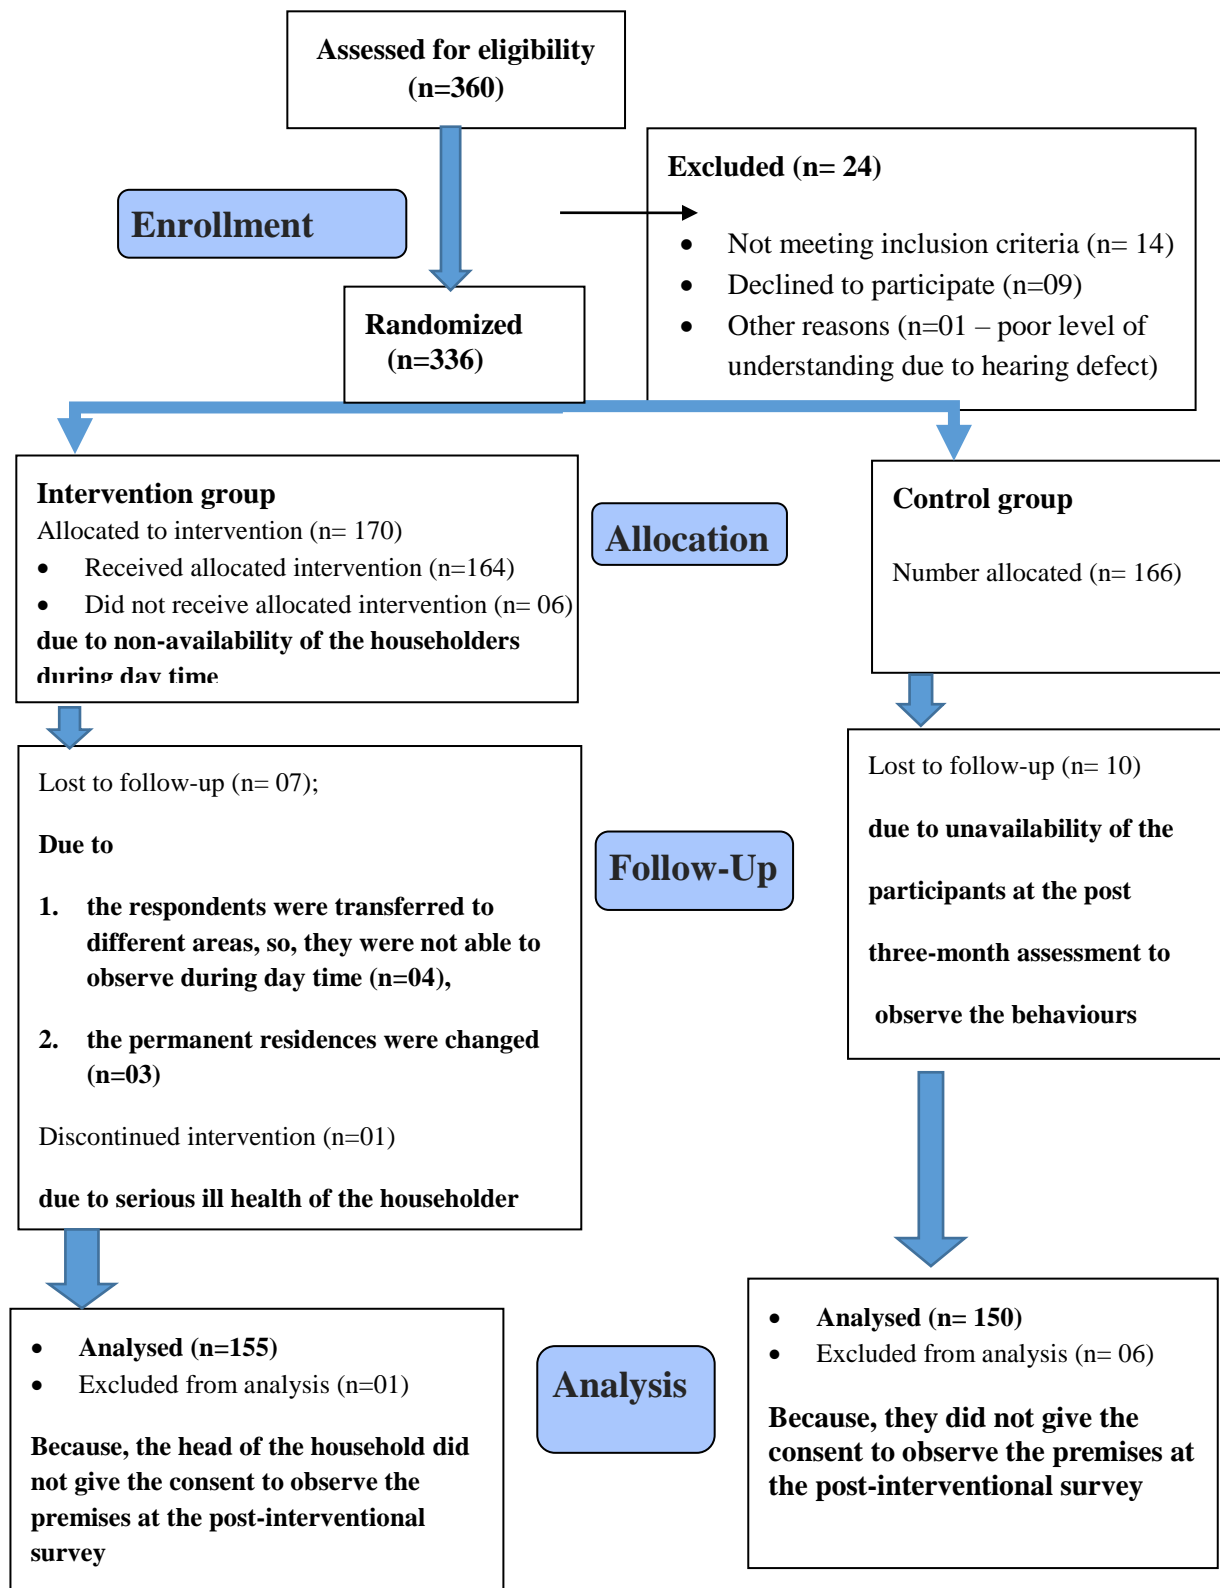 Assessed for eligibility
(n=360)
Excluded (n= 24)
• Not meeting inclusion criteria (n= 14)
• Declined to participate (n=09)
• Other reasons (n=01 – poor level of
understanding due to hearing defect)
Enrollment
Randomized
(n=336)
Intervention group
Allocated to intervention (n= 170)
• Received allocated intervention (n=164)
• Did not receive allocated intervention (n= 06)
due to non-availability of the householders
during day time
Allocation
Control group
Number allocated (n= 166)
Lost to follow-up (n= 07);
Due to
1. the respondents were transferred to
different areas, so, they were not able to
observe during day time (n=04),
2. the permanent residences were changed
(n=03)
Discontinued intervention (n=01)
due to serious ill health of the householder
Follow-Up
Lost to follow-up (n= 10)
due to unavailability of the
participants at the post
three-month assessment to
observe the behaviours
• Analysed (n=155)
• Excluded from analysis (n=01)
Because, the head of the household did
not give the consent to observe the
premises at the post-interventional
survey
Analysis
• Analysed (n= 150)
• Excluded from analysis (n= 06)
Because, they did not give the
consent to observe the premises at
the post-interventional survey